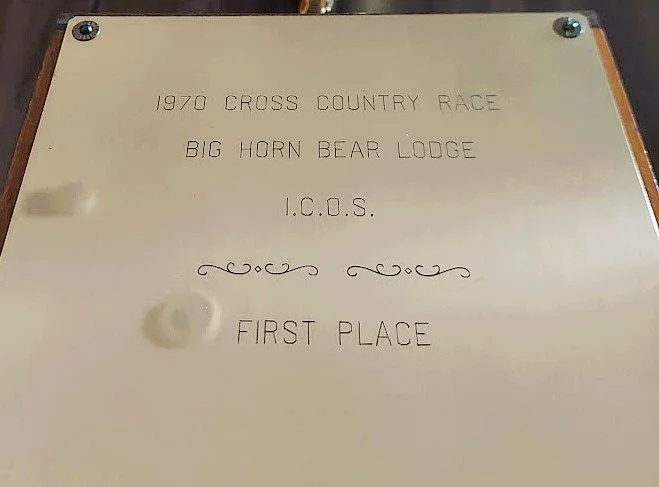 1970 CROSS COUNTRY RACE
BIG HORN BEAR LODGE
I.C.O.S.
FIRST PLACE